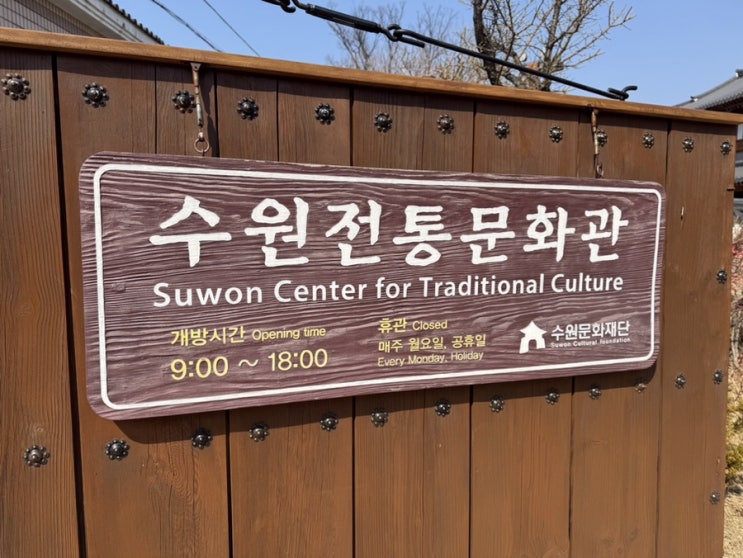 수원전통문화관
Suwon Center for Traditional Culture
개방시간 Opening time
9:00 ~ 18:00
휴관 Closed
매주 월요일, 공휴일
Every Monday, Holiday
수원문화재단
Suwon Cultural foundation